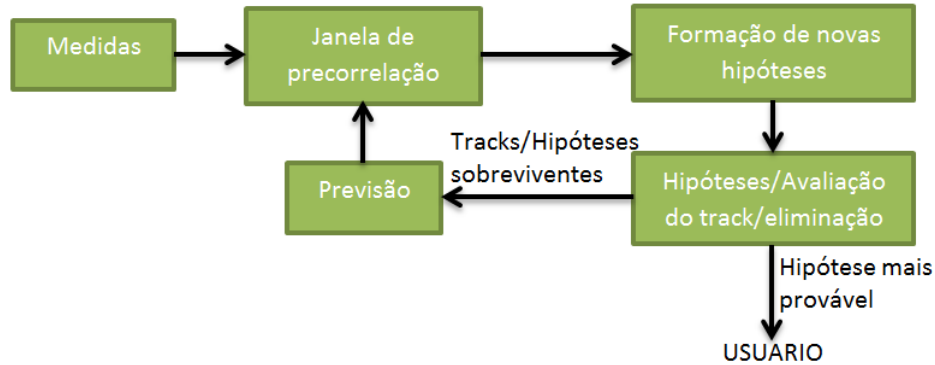 Medidas
Janela de
precorrelação
Formação de novas
hipóteses
Tracks/Hipóteses
sobreviventes
Previsão
Hipóteses/Avaliação
do track/eliminação
Hipótese mais
provável
USUARIO